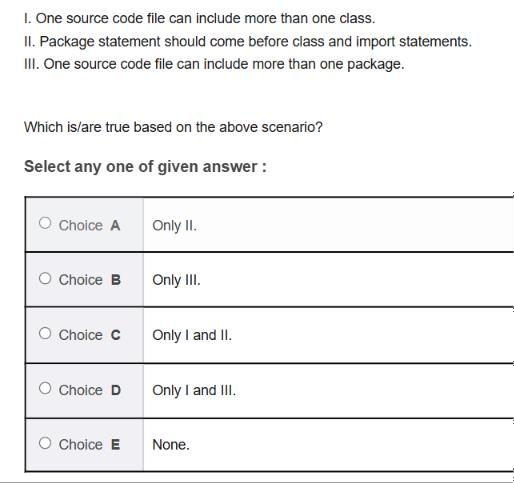 I. One source code file can include more than one class.
II. Package statement should come before class and import statements.
III. One source code file can include more than one package.
Which is/are true based on the above scenario?
Select any one of given answer :
Choice A Only II.
Choice B Only III.
Choice C Only I and II.
Choice D Only I and III.
Choice E None.